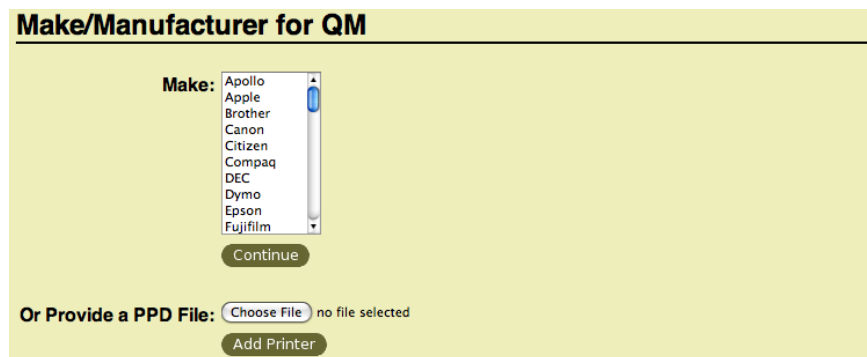 Make/Manufacturer for QM
Make:
Apollo
Apple
Brother
Canon
Citizen
Compaq
DEC
Dymo
Epson
Fujifilm
Continue
Or Provide a PPD File: Choose File no file selected
Add Printer